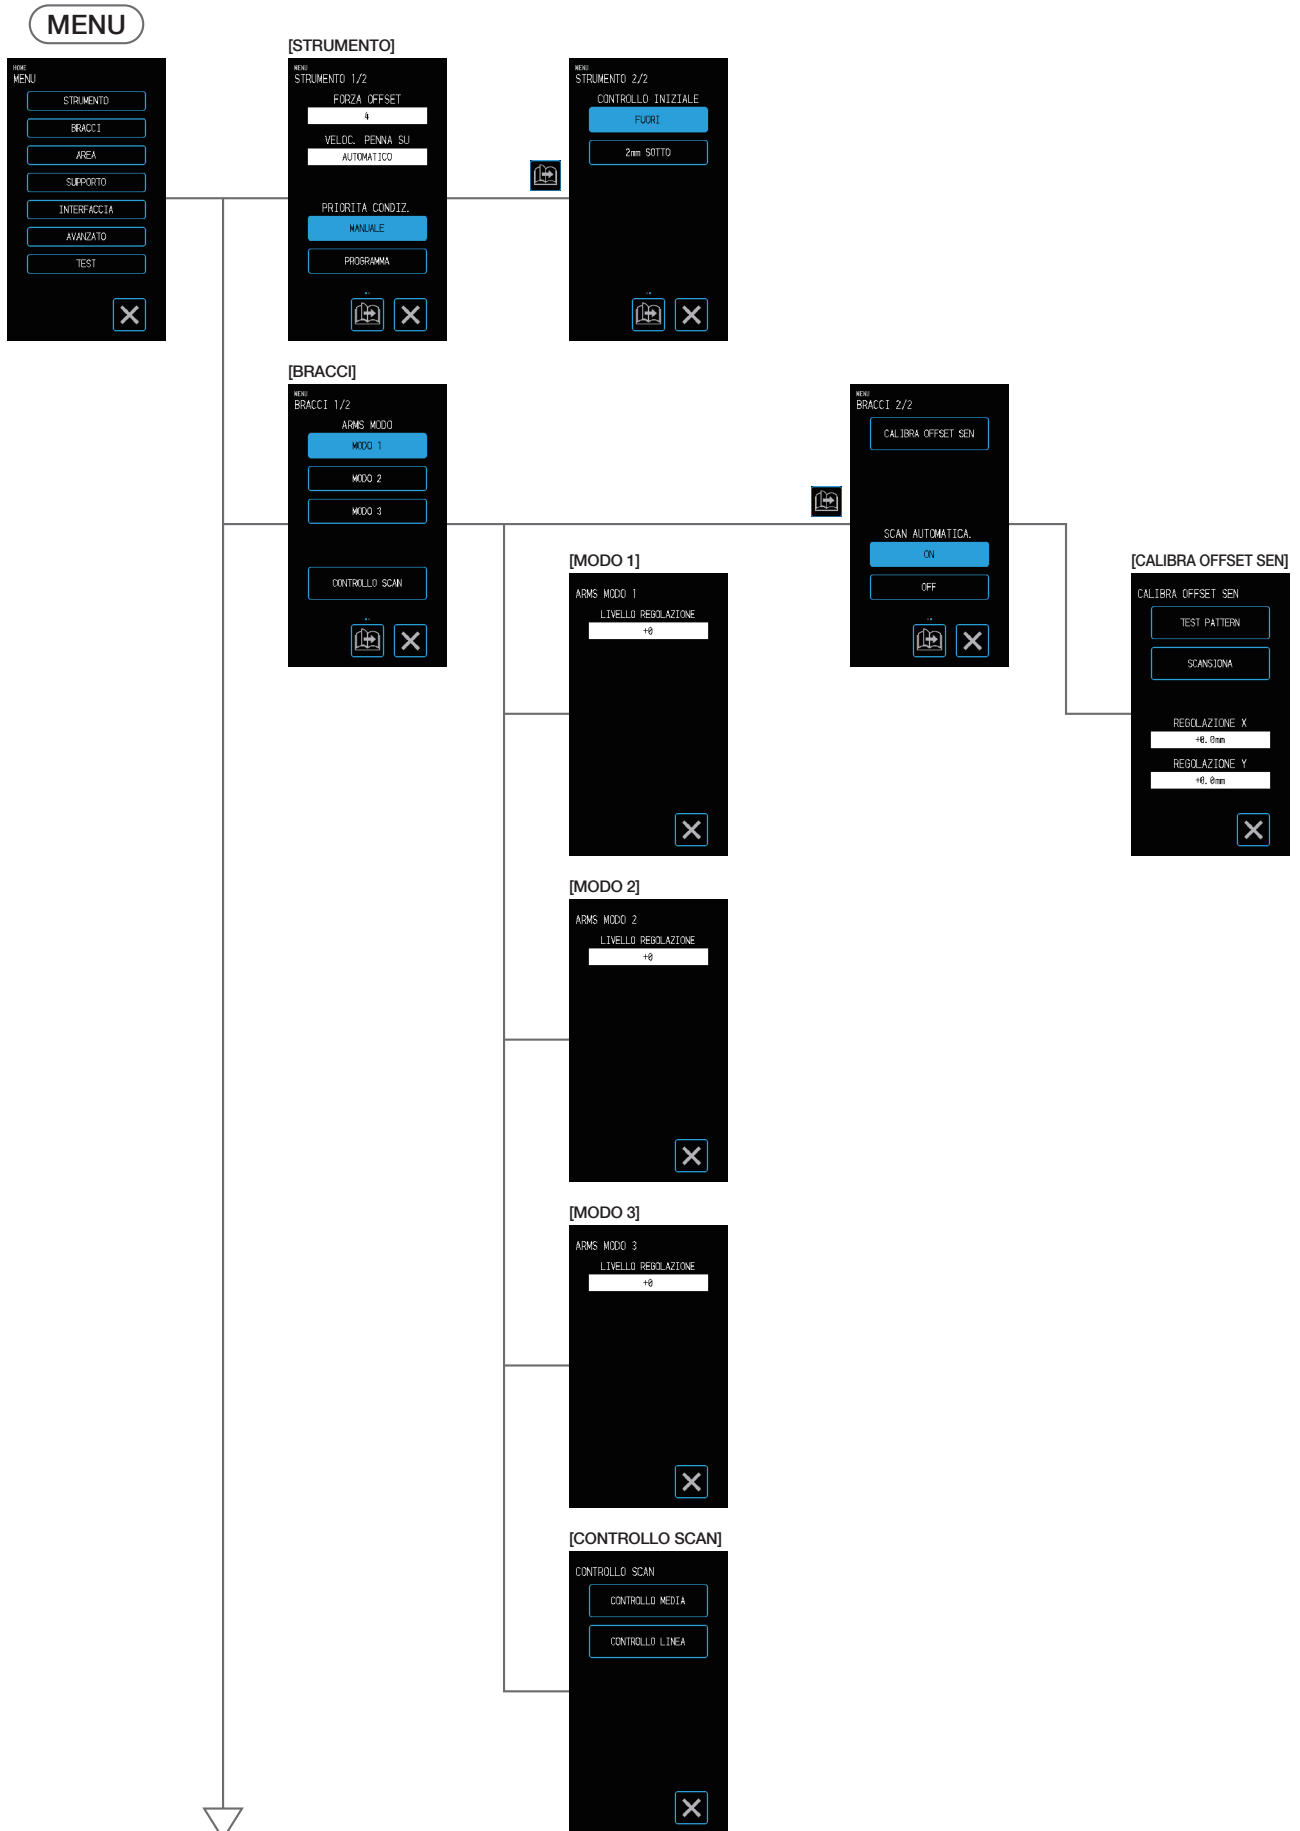 MENU
HOME
MENU
STRUMENTO
BRACCI
AREA
SUPPORTO
INTERFACCIA
AVANZATO
TEST
[STRUMENTO]
MENU
STRUMENTO 1/2
FORZA OFFSET
4
VELOC. PENNA SU
AUTOMATICO
PRIORITA CONDIZ.
MANUALE
PROGRAMMA
MENU
STRUMENTO 2/2
CONTROLLO INIZIALE
FUORI
2mm SOTTO
[BRACCI]
MENU
BRACCI 1/2
ARMS MODO
MODO 1
MODO 2
MODO 3
CONTROLLO SCAN
MENU
BRACCI 2/2
CALIBRA OFFSET SEN
SCAN AUTOMATICA.
ON
OFF
[CALIBRA OFFSET SEN]
CALIBRA OFFSET SEN
TEST PATTERN
SCANSIONA
REGOLAZIONE X
+0.0mm
REGOLAZIONE Y
+0.0mm
[MODO 1]
ARMS MODO 1
LIVELLO REGOLAZIONE
+0
[MODO 2]
ARMS MODO 2
LIVELLO REGOLAZIONE
+0
[MODO 3]
ARMS MODO 3
LIVELLO REGOLAZIONE
+0
[CONTROLLO SCAN]
CONTROLLO SCAN
CONTROLLO MEDIA
CONTROLLO LINEA